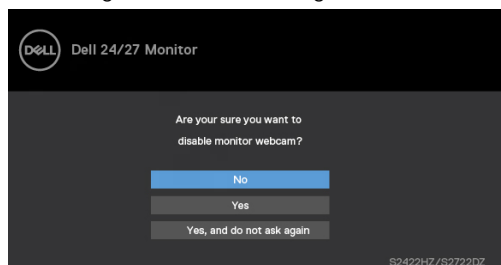 DELL
Dell 24/27 Monitor
Are your sure you want to
disable monitor webcam?
No
Yes
Yes, and do not ask again
S2422HZ/S2722DZ